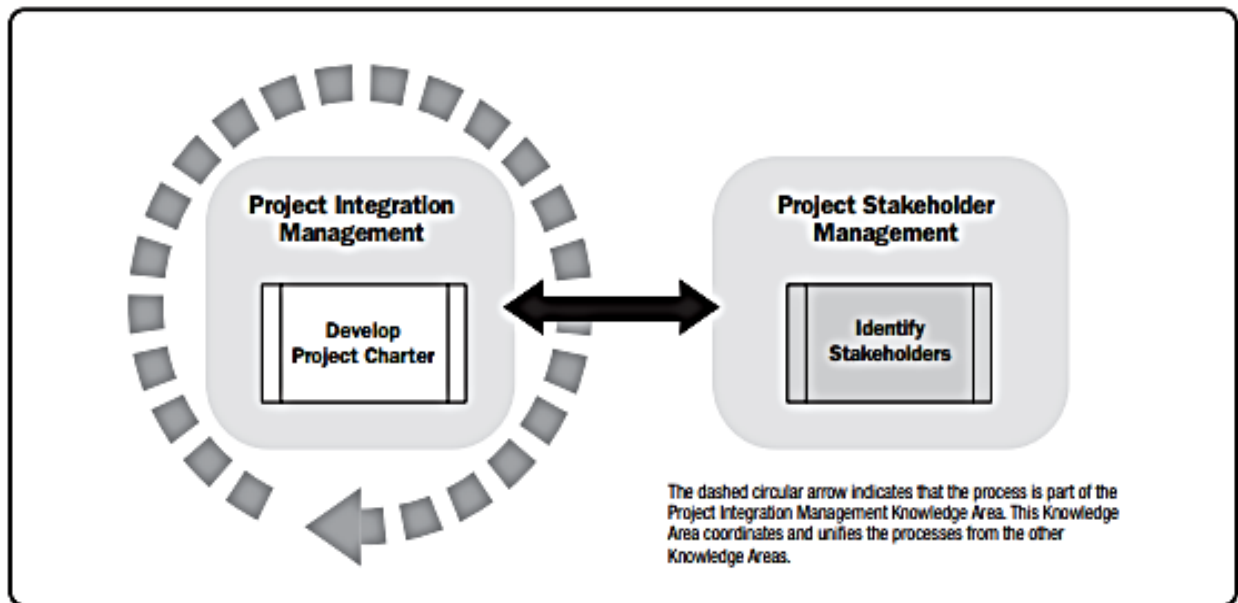 Project Integration
Management
Develop
Project Charter
Project Stakeholder
Management
Identify
Stakeholders
The dashed circular arrow indicates that the process is part of the
Project Integration Management Knowledge Area. This Knowledge
Area coordinates and unifies the processes from the other
Knowledge Areas.